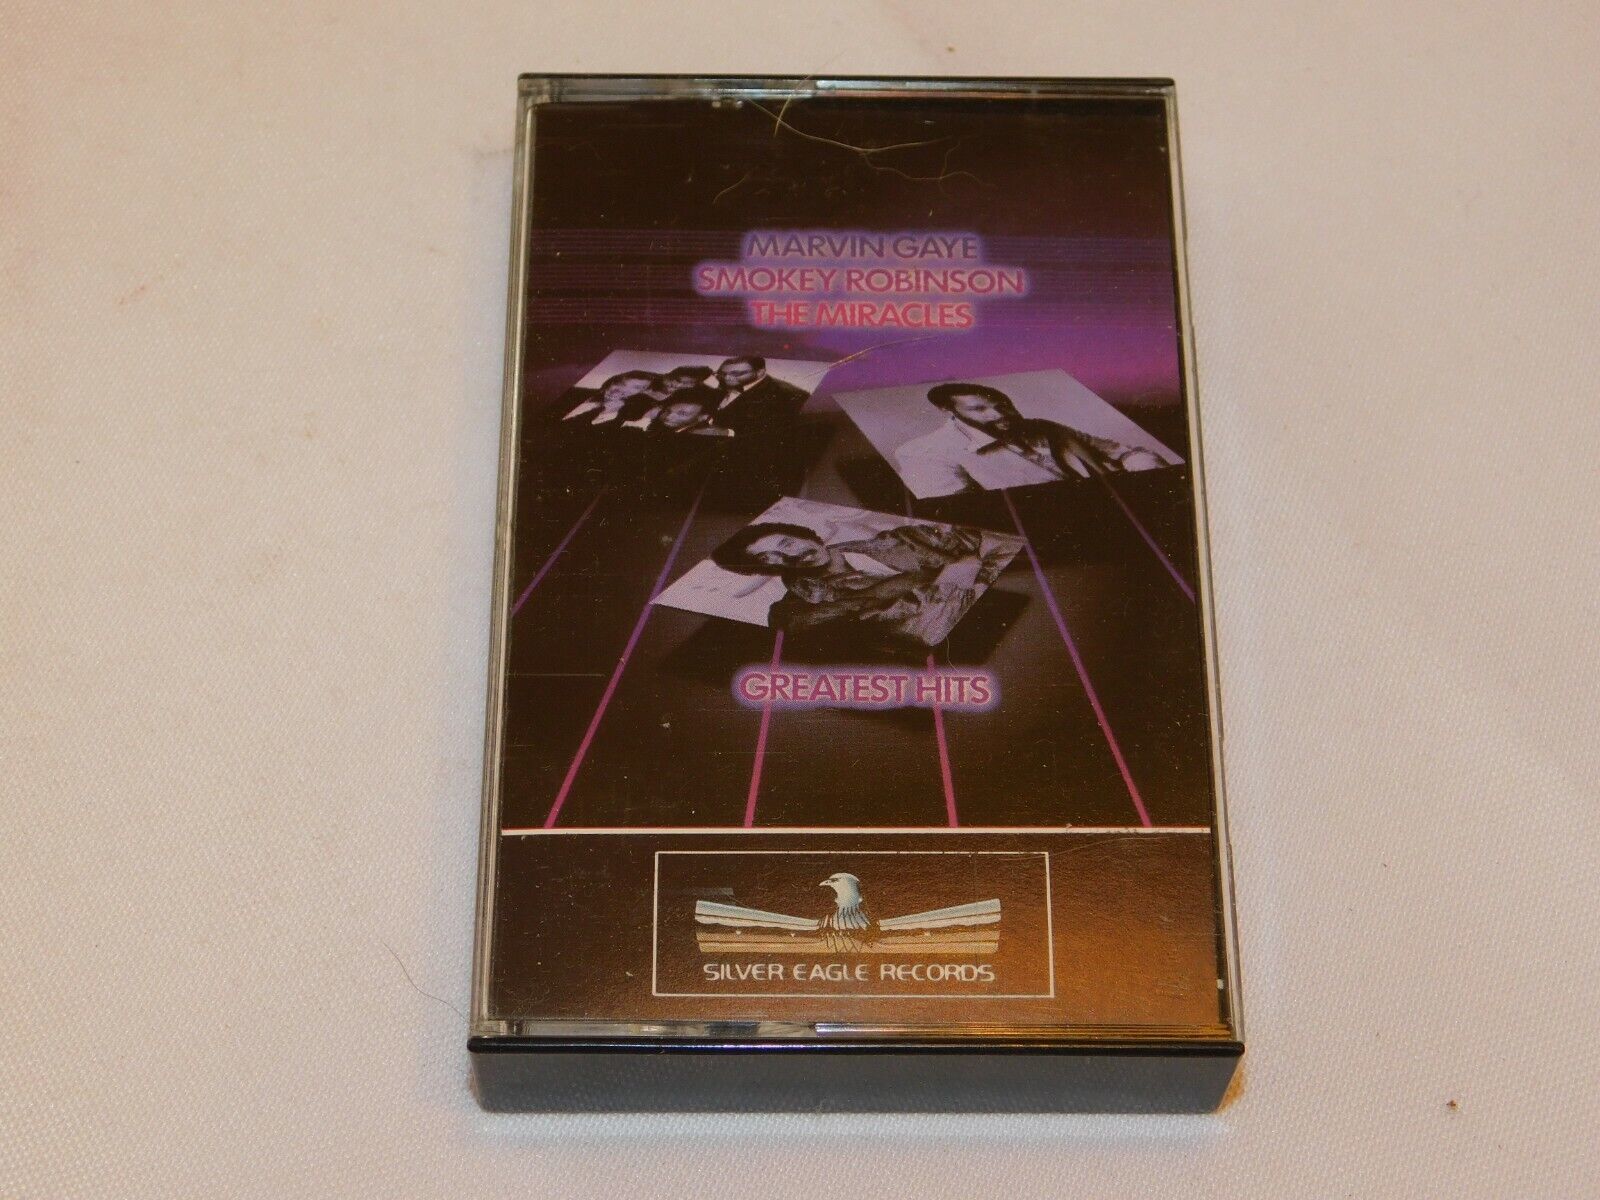 MARVIN GAYE
SMOKEY ROBINSON
THE MIRACLES
GREATEST HITS
SILVER EAGLE RECORDS